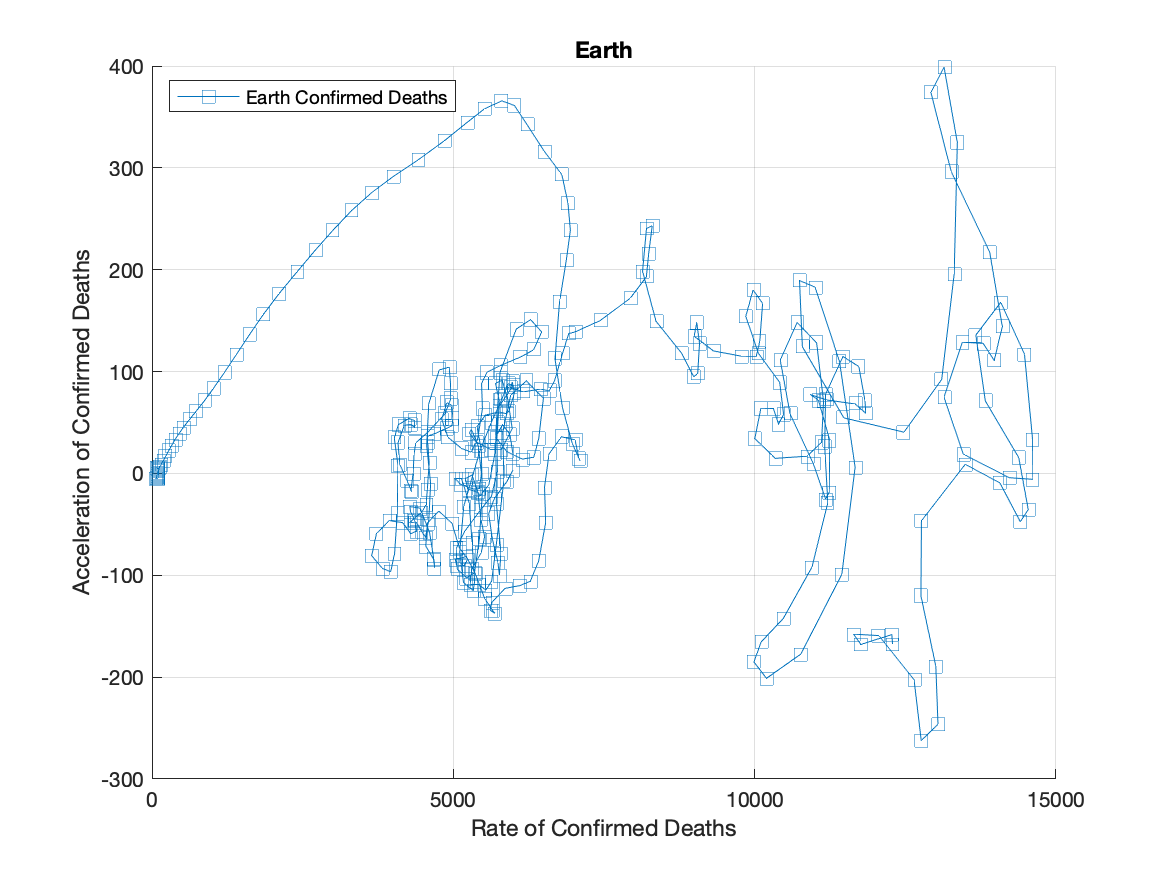 Earth
400
Earth Confirmed Deaths
300
200
100
0
-100
-200
-300
Acceleration of Confirmed Deaths
0 5000 10000 15000
Rate of Confirmed Deaths